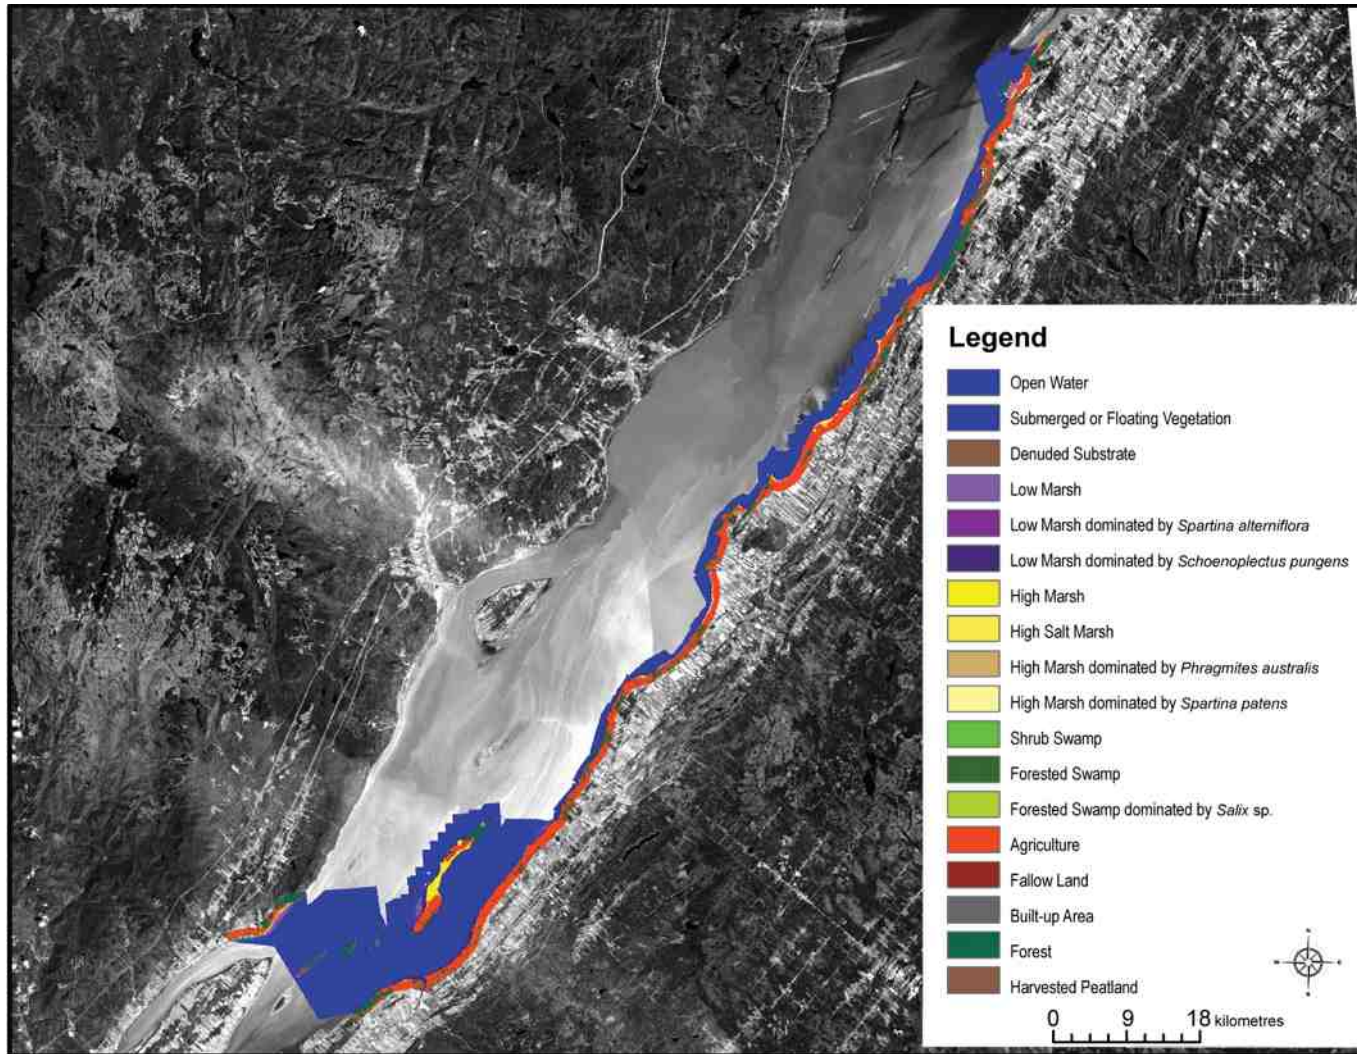 Legend
Open Water
Submerged or Floating Vegetation
Denuded Substrate
Low Marsh
Low Marsh dominated by Spartina alterniflora
Low Marsh dominated by Schoenoplectus pungens
High Marsh
High Salt Marsh
High Marsh dominated by Phragmites australis
High Marsh dominated by Spartina patens
Shrub Swamp
Forested Swamp
Forested Swamp dominated by Salix sp.
Agriculture
Fallow Land
Built-up Area
Forest
Harvested Peatland
0 9 18 kilometres